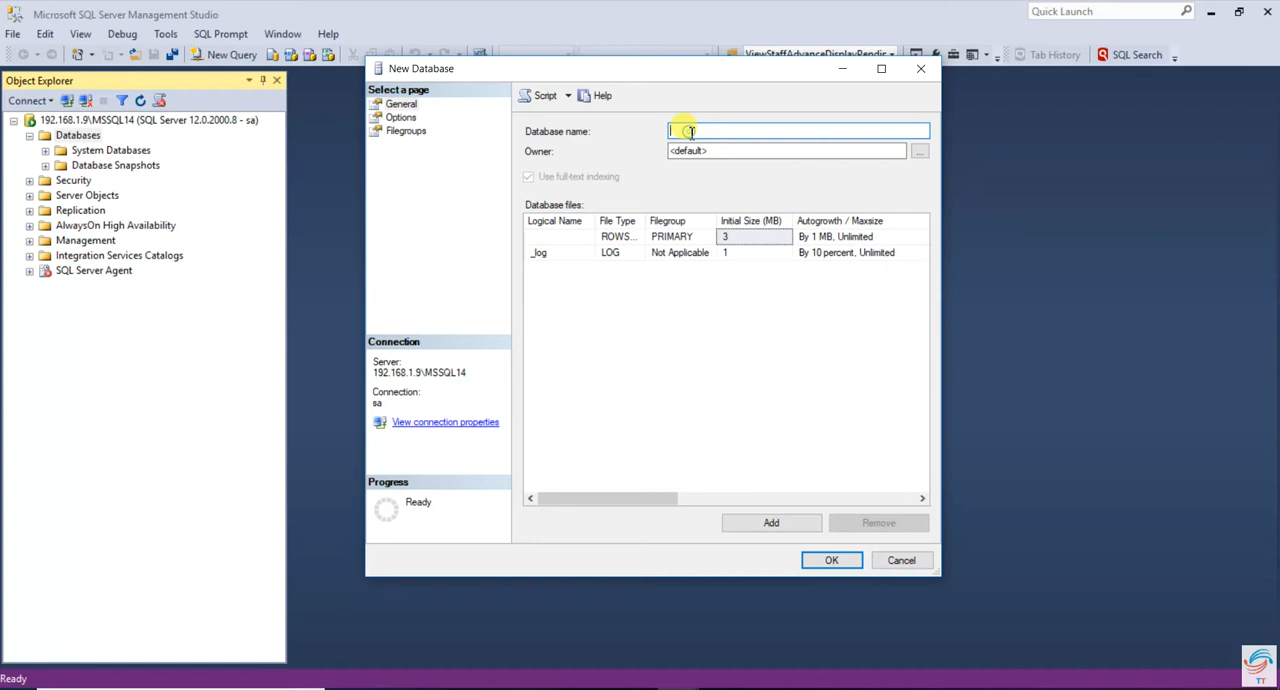 Microsoft SQL Server Management Studio
Quick Launch
File Edit View Debug Tools SQL Prompt Window Help
New Query
ViewStaffAdvanceDisplayRendir
Tab History
SQL Search
Object Explorer
Connect
192.168.1.9\MSSQL14 (SQL Server 12.0.2000.8 - sa)
Databases
System Databases
Database Snapshots
Security
Server Objects
Replication
AlwaysOn High Availability
Management
Integration Services Catalogs
SQL Server Agent
New Database
Select a page
General
Options
Filegroups
Connection
Server:
192.168.1.9\MSSQL14
Connection:
sa
View connection properties
Progress
Ready
Script Help
Database name:
Owner: <default> ...
Use full-text indexing
Database files:
Logical Name File Type Filegroup Initial Size (MB) Autogrowth / Maxsize
ROWS... PRIMARY 3 By 1 MB, Unlimited
_log LOG Not Applicable 1 By 10 percent, Unlimited
Add Remove
OK Cancel
Ready
TT